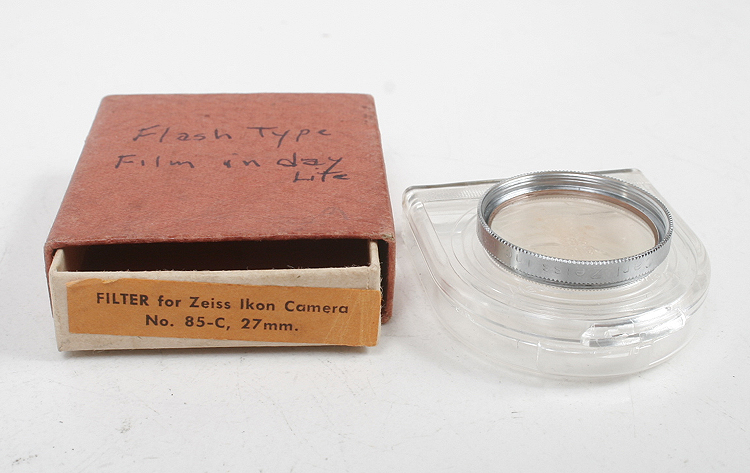 Flash Type
Film in day
Lite
FILTER for Zeiss Ikon Camera
No. 85-C, 27mm.